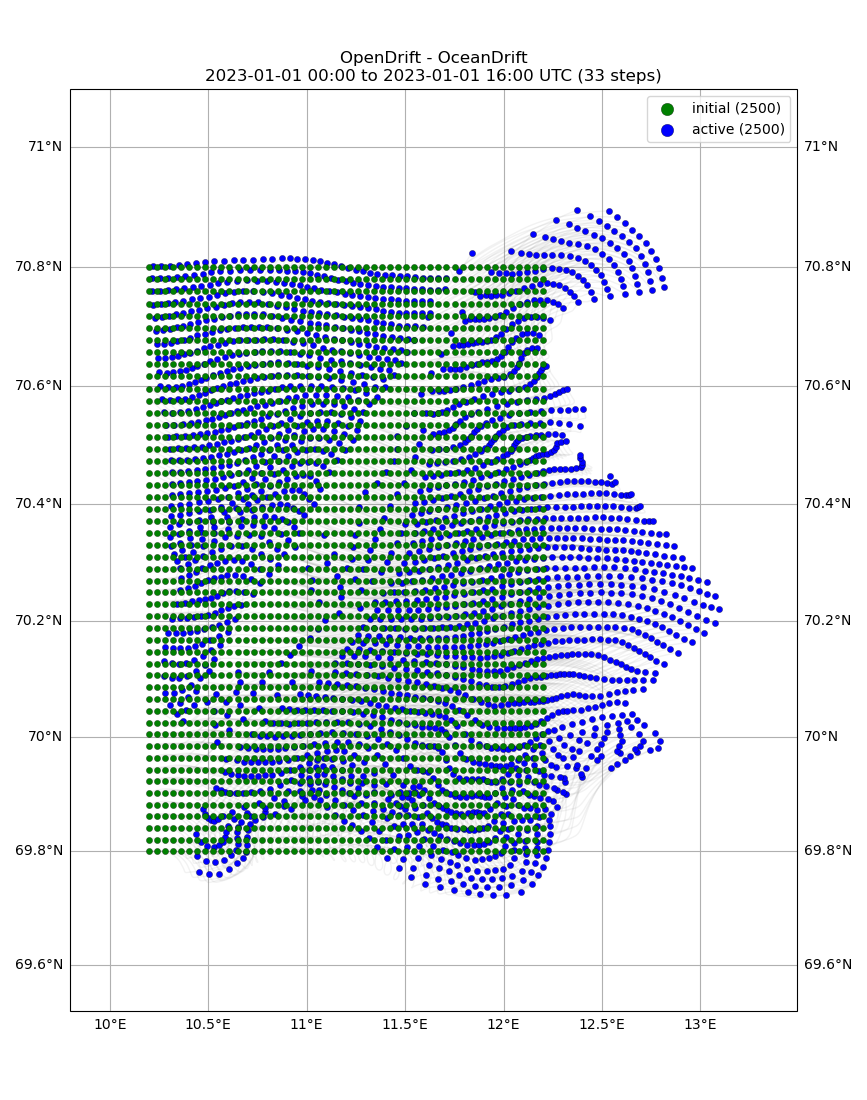 OpenDrift - OceanDrift
2023-01-01 00:00 to 2023-01-01 16:00 UTC (33 steps)
initial (2500)
active (2500)
71°N 71°N
70.8°N 70.8°N
70.6°N 70.6°N
70.4°N 70.4°N
70.2°N 70.2°N
70°N 70°N
69.8°N 69.8°N
69.6°N 69.6°N
10°E 10.5°E 11°E 11.5°E 12°E 12.5°E 13°E